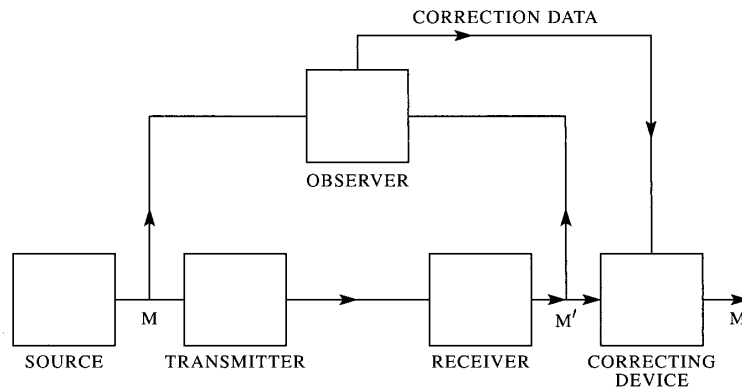 CORRECTION DATA
OBSERVER
M
M′
M
SOURCE
TRANSMITTER
RECEIVER
CORRECTING
DEVICE